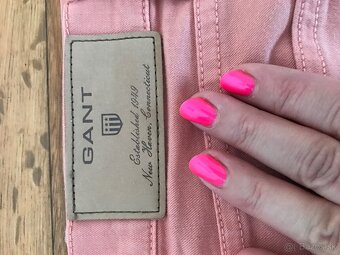 GANT
Established 1949
New Haven, Connecticut